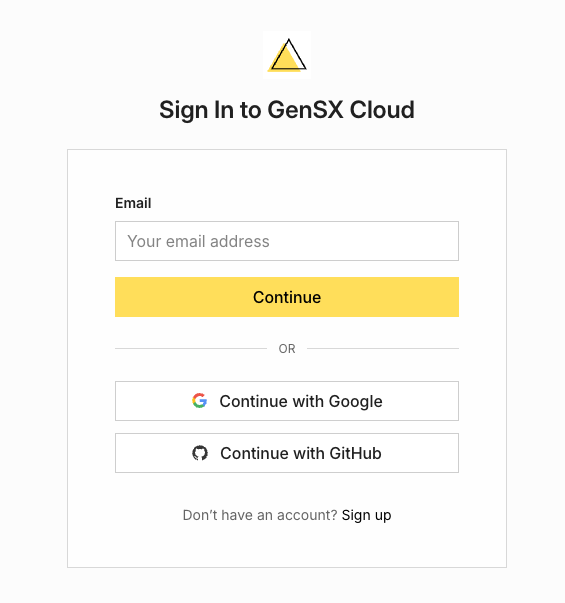 Sign In to GenSX Cloud
Email
Your email address
Continue
OR
Continue with Google
Continue with GitHub
Don’t have an account? Sign up